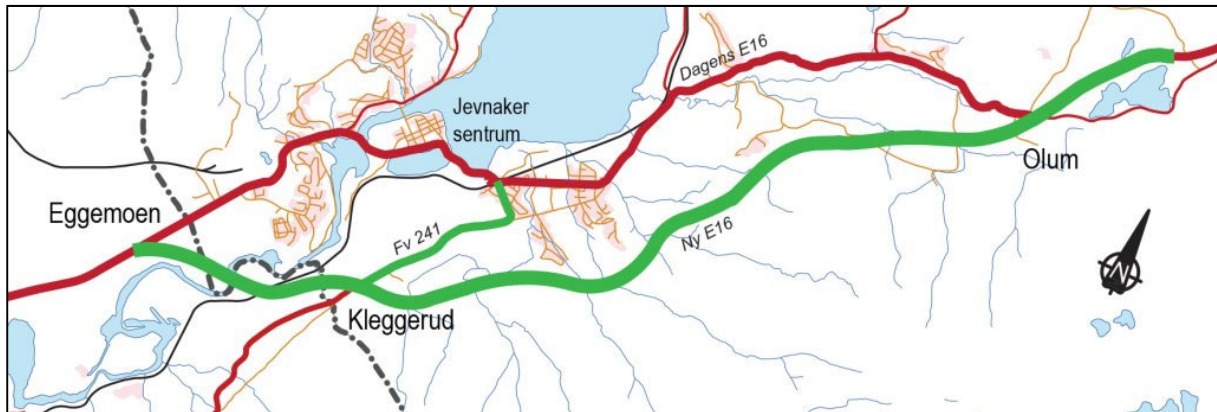 Dagens E16
Jevnaker
sentrum
Eggemoen
Fv 241
Ny E16
Olum
Kleggerud
N